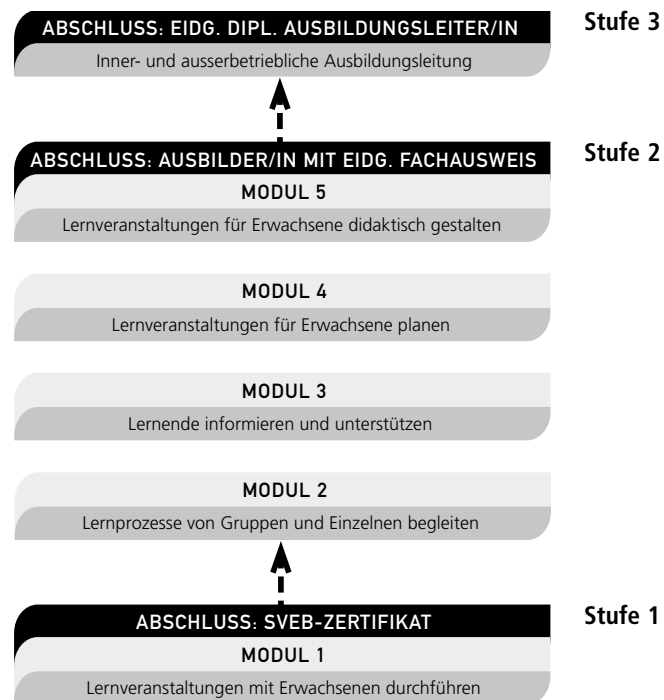 ABSCHLUSS: EIDG. DIPL. AUSBILDUNGSLEITER/IN
Stufe 3
Inner- und ausserbetriebliche Ausbildungsleitung
ABSCHLUSS: AUSBILDER/IN MIT EIDG. FACHAUSWEIS
Stufe 2
MODUL 5
Lernveranstaltungen für Erwachsene didaktisch gestalten
MODUL 4
Lernveranstaltungen für Erwachsene planen
MODUL 3
Lernende informieren und unterstützen
MODUL 2
Lernprozesse von Gruppen und Einzelnen begleiten
ABSCHLUSS: SVEB-ZERTIFIKAT
Stufe 1
MODUL 1
Lernveranstaltungen mit Erwachsenen durchführen